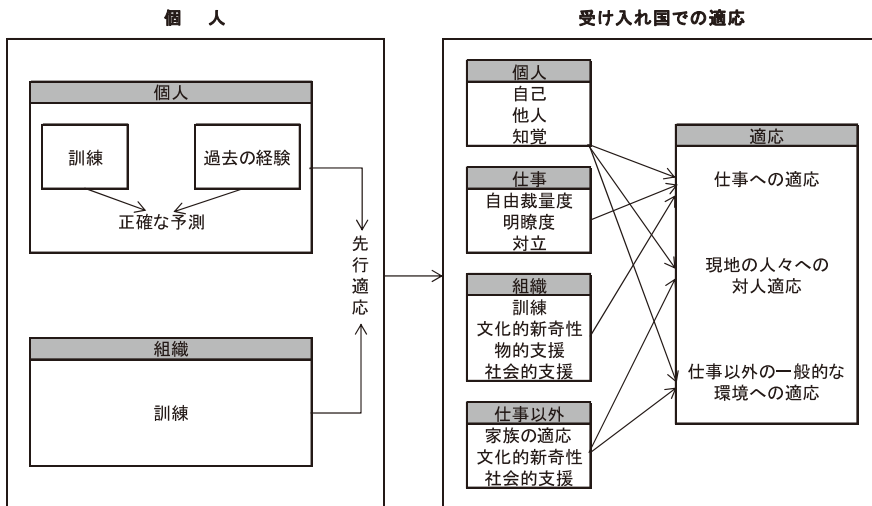 個 人
個人
訓練
過去の経験
正確な予測
組織
訓練
先行適応
受け入れ国での適応
個人
自己
他人
知覚
仕事
自由裁量度
明瞭度
対立
組織
訓練
文化的新奇性
物的支援
社会的支援
仕事以外
家族の適応
文化的新奇性
社会的支援
適応
仕事への適応
現地の人々への
対人適応
仕事以外の一般的な
環境への適応